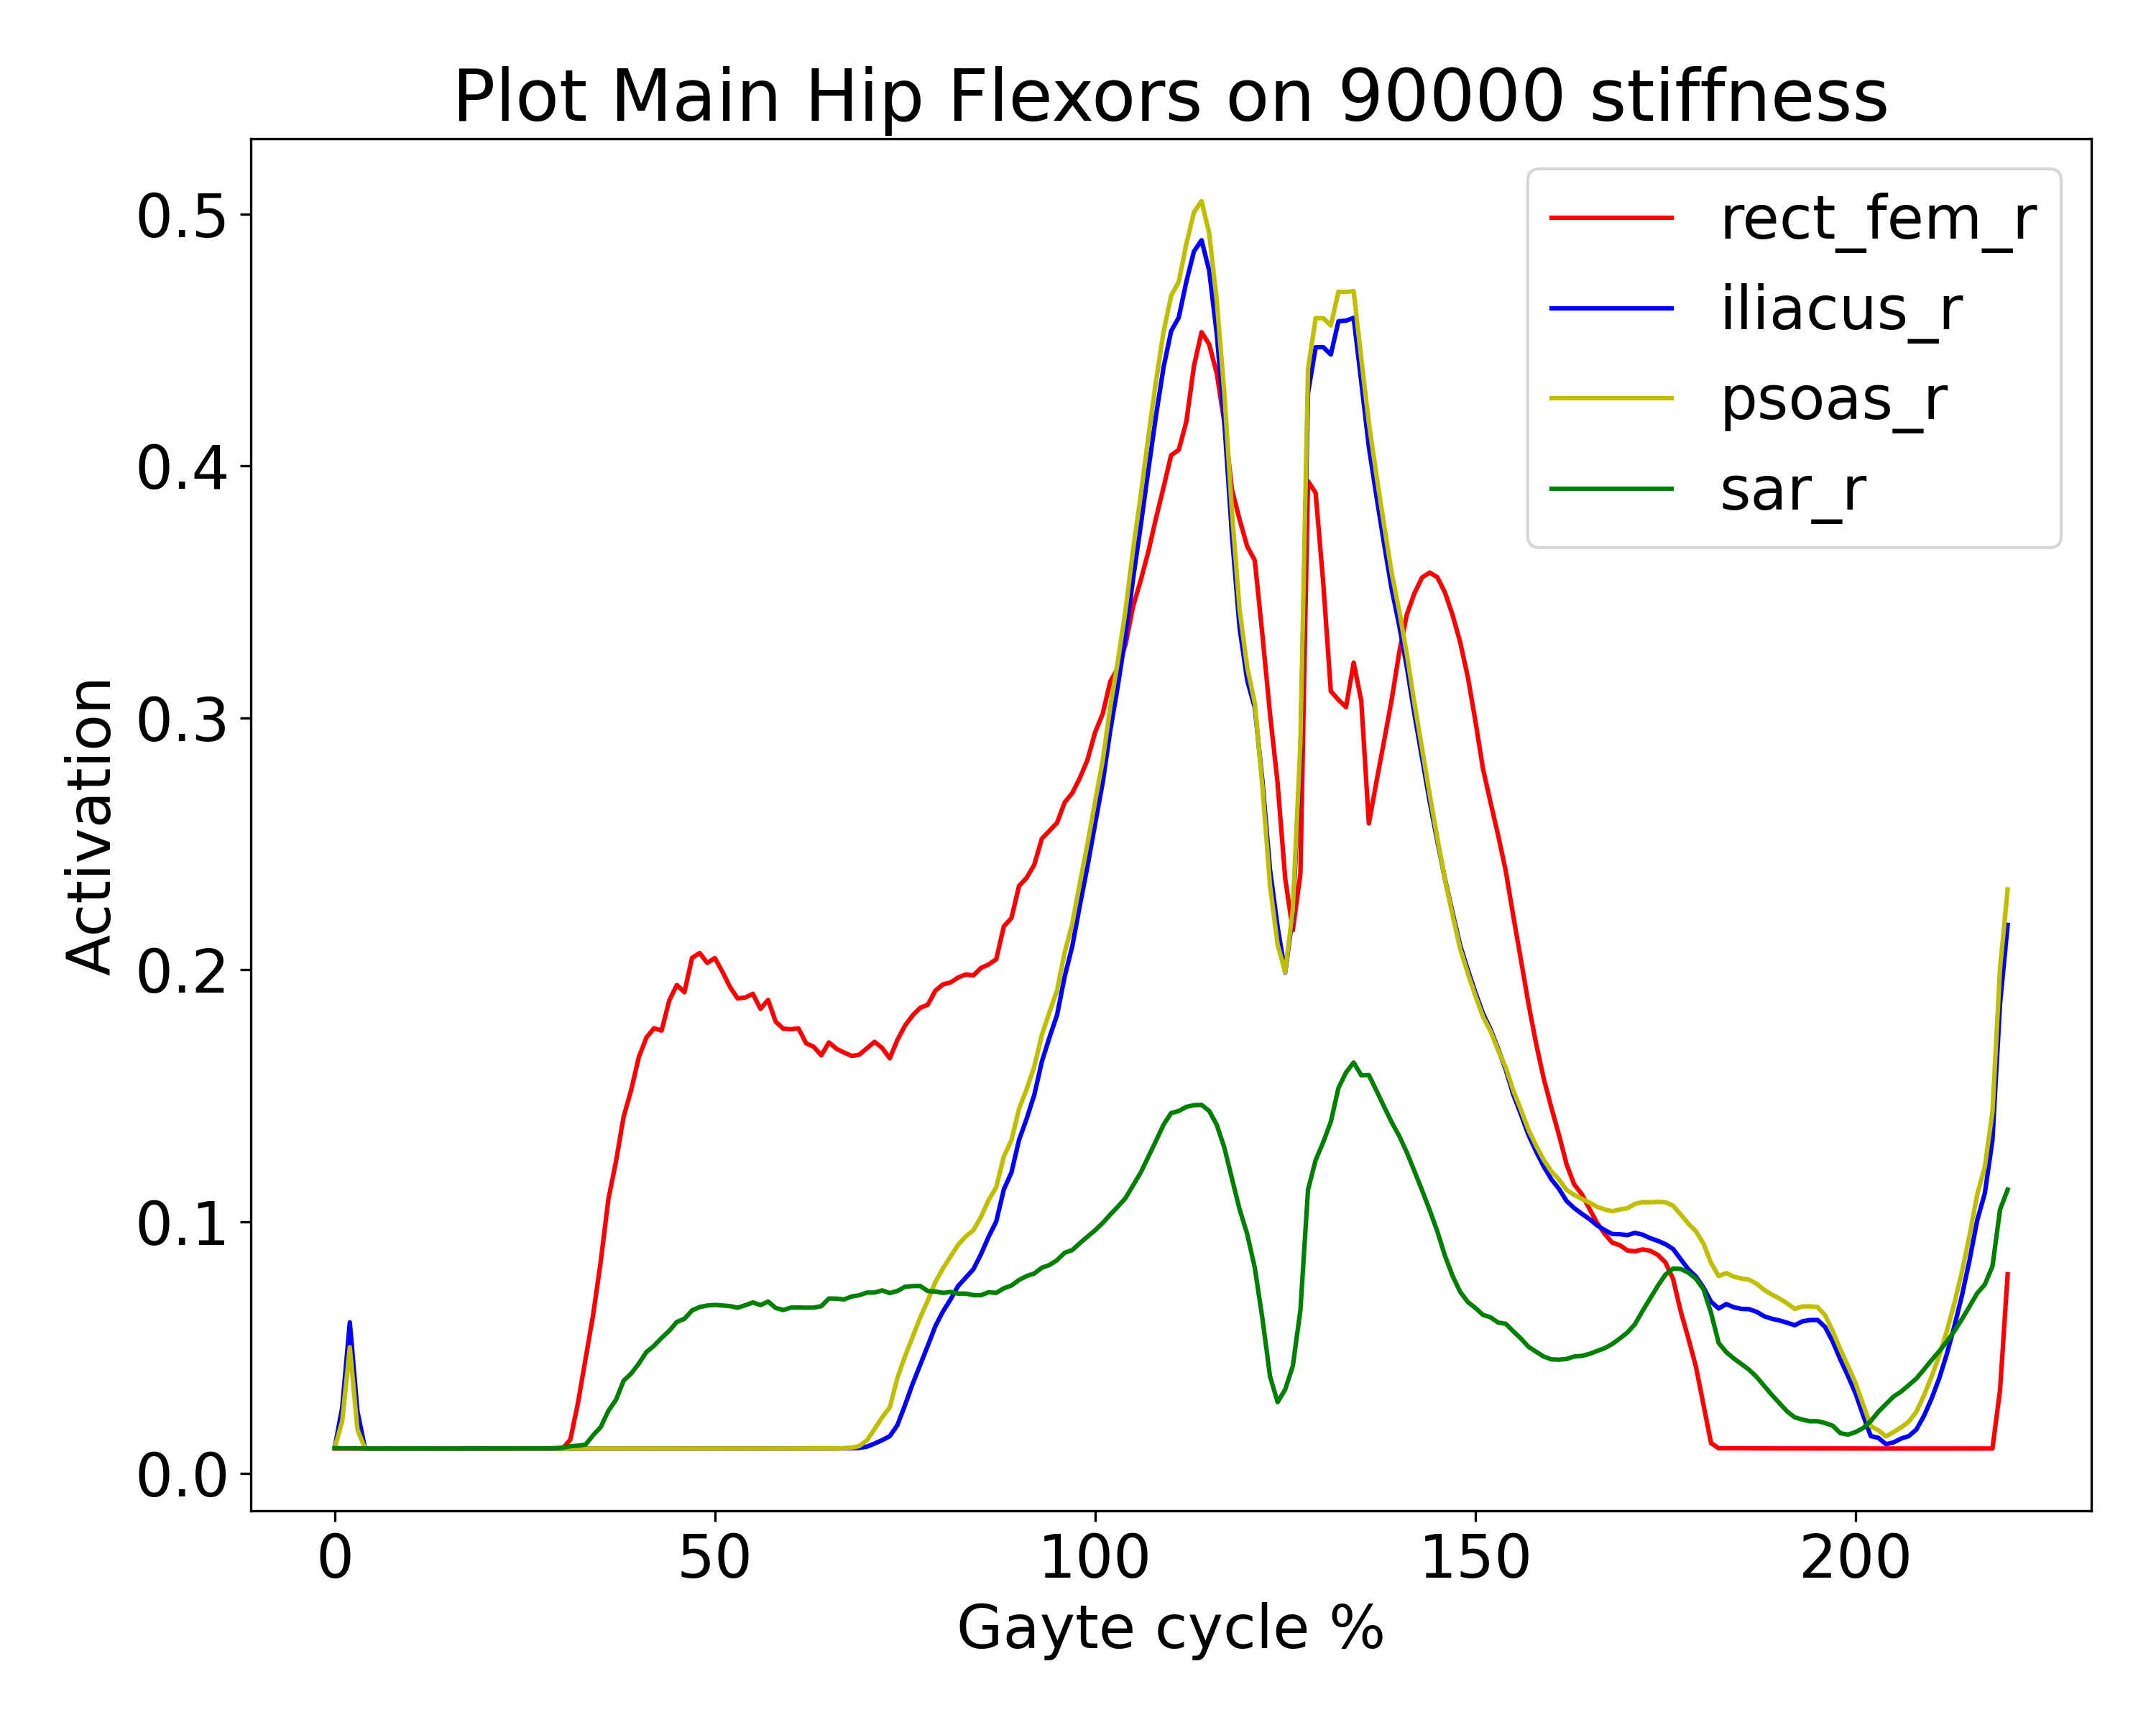 Plot Main Hip Flexors on 90000 stiffness
rect_fem_r
iliacus_r
psoas_r
sar_r
0.5
0.4
0.3
0.2
0.1
0.0
Activation
0 50 100 150 200
Gayte cycle %